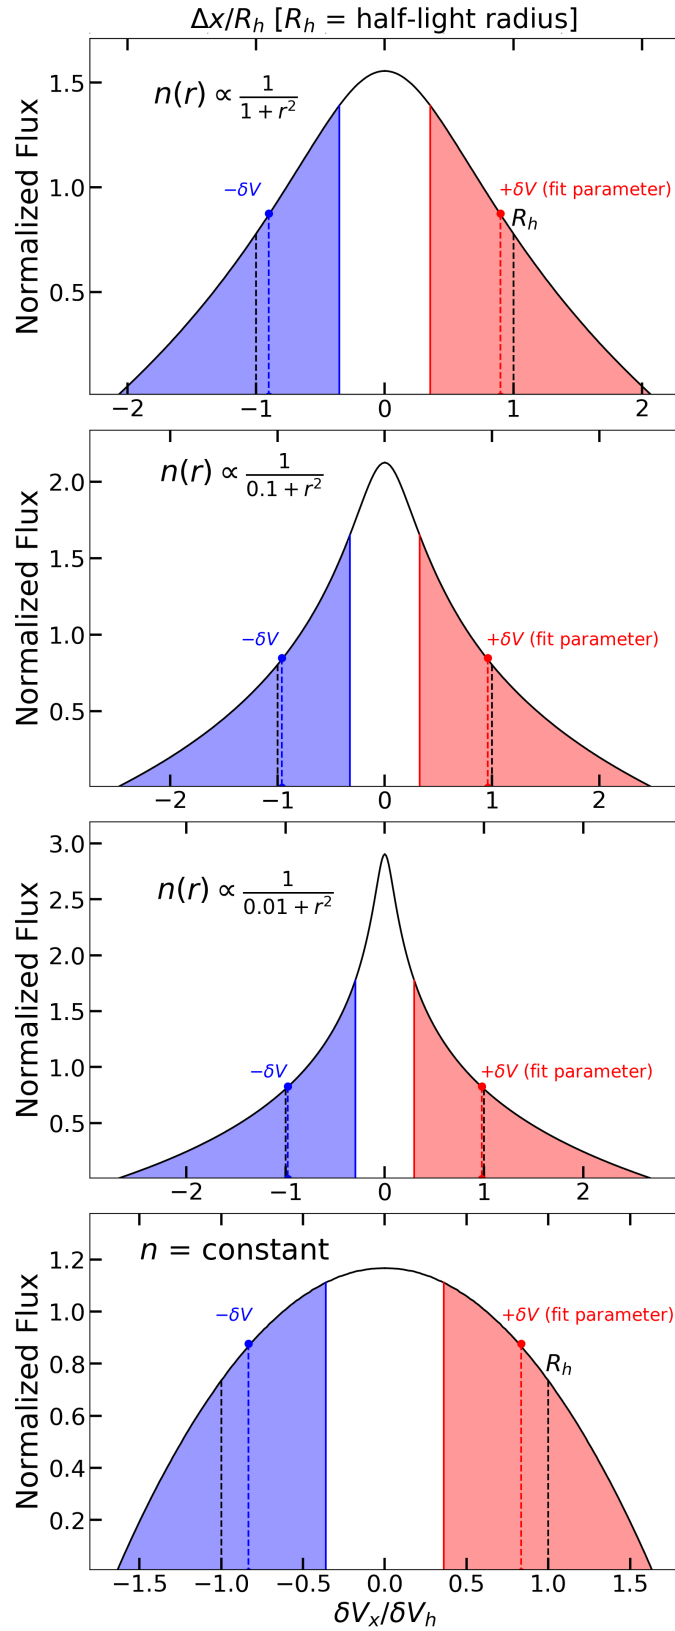 Δx/R_h [R_h = half-light radius]
Normalized Flux
1.5
1.0
0.5
n(r) ∝ 1/(1 + r²)
−δV
+δV (fit parameter)
R_h
−2 −1 0 1 2
Normalized Flux
2.0
1.5
1.0
0.5
n(r) ∝ 1/(0.1 + r²)
−δV
+δV (fit parameter)
−2 −1 0 1 2
Normalized Flux
3.0
2.5
2.0
1.5
1.0
0.5
n(r) ∝ 1/(0.01 + r²)
−δV
+δV (fit parameter)
−2 −1 0 1 2
Normalized Flux
1.2
1.0
0.8
0.6
0.4
0.2
n = constant
−δV
+δV (fit parameter)
R_h
−1.5 −1.0 −0.5 0.0 0.5 1.0 1.5
δV_x/δV_h